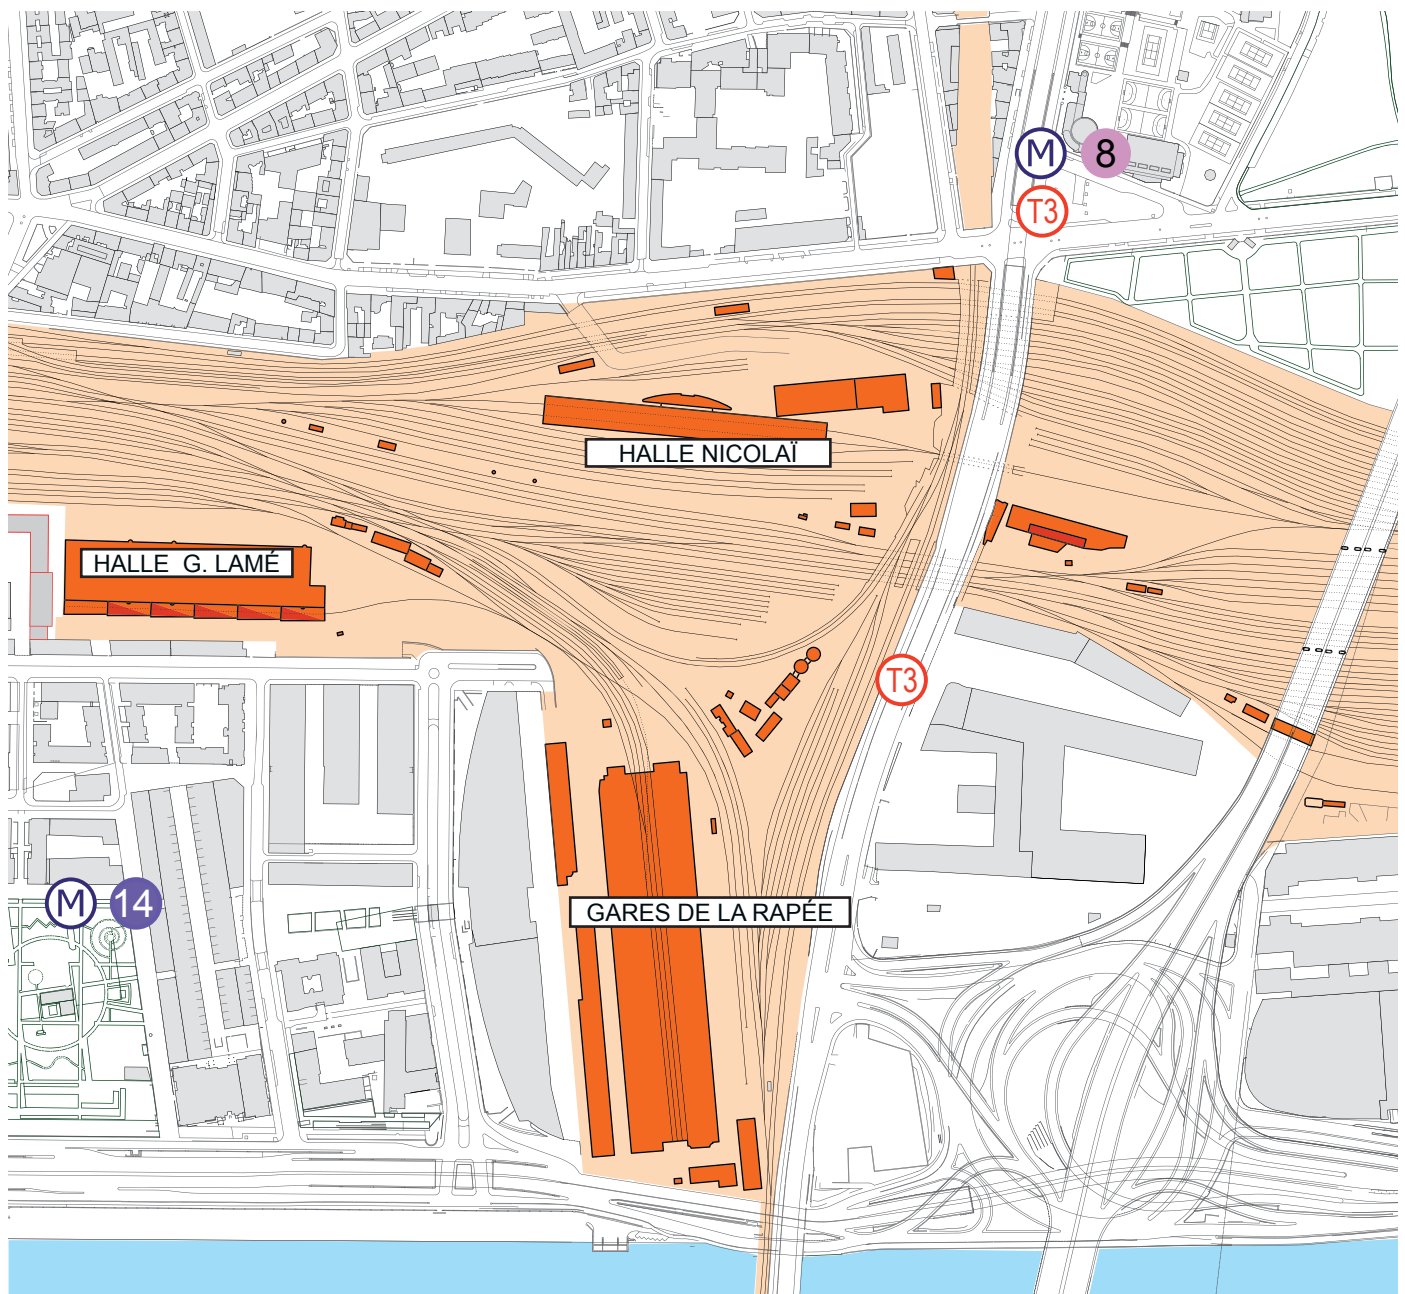 M 8
T3
HALLE NICOLAÏ
HALLE G. LAMÉ
T3
M 14
GARES DE LA RAPÉE